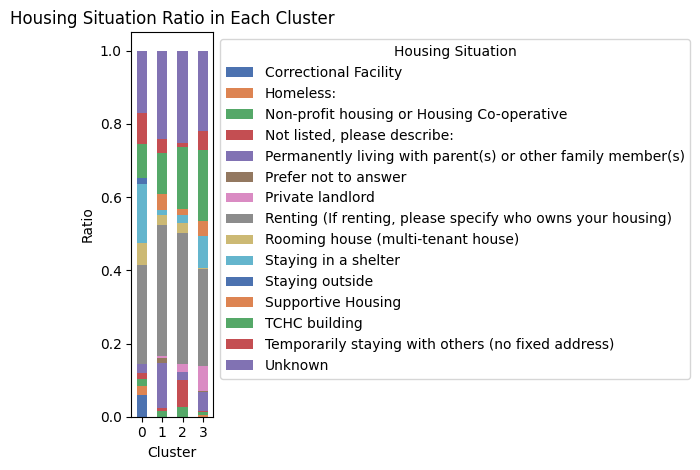 Housing Situation Ratio in Each Cluster
Housing Situation
Correctional Facility
Homeless:
Non-profit housing or Housing Co-operative
Not listed, please describe:
Permanently living with parent(s) or other family member(s)
Prefer not to answer
Private landlord
Renting (If renting, please specify who owns your housing)
Rooming house (multi-tenant house)
Staying in a shelter
Staying outside
Supportive Housing
TCHC building
Temporarily staying with others (no fixed address)
Unknown
Ratio
1.0
0.8
0.6
0.4
0.2
0.0
0 1 2 3
Cluster